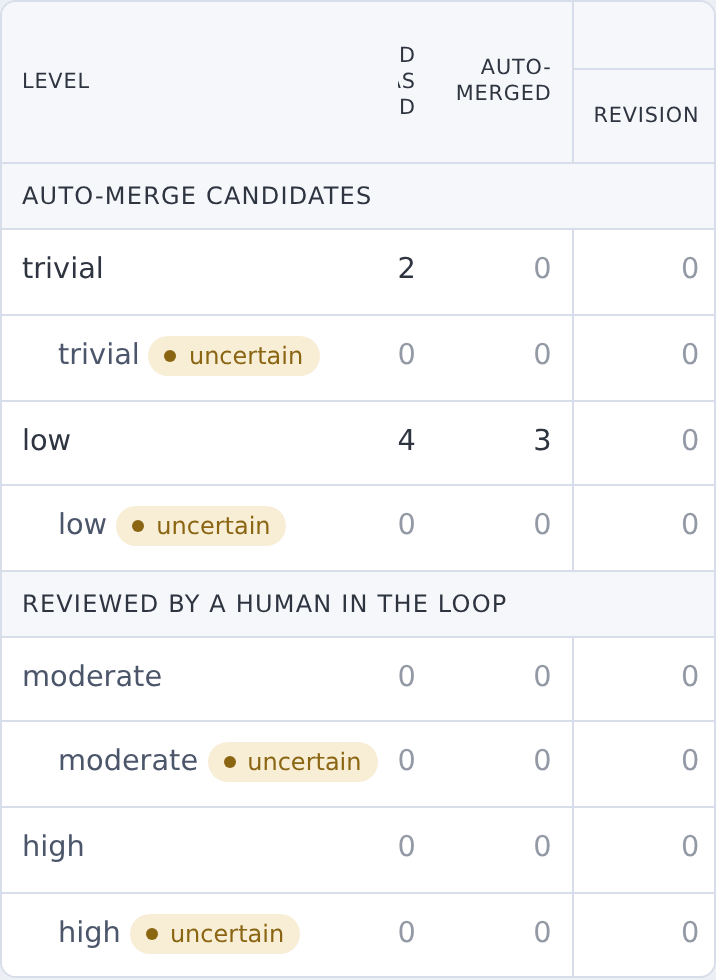 LEVEL
D
D
AUTO-
MERGED
REVISION
AUTO-MERGE CANDIDATES
trivial 2 0 0
trivial uncertain 0 0 0
low 4 3 0
low uncertain 0 0 0
REVIEWED BY A HUMAN IN THE LOOP
moderate 0 0 0
moderate uncertain 0 0 0
high 0 0 0
high uncertain 0 0 0